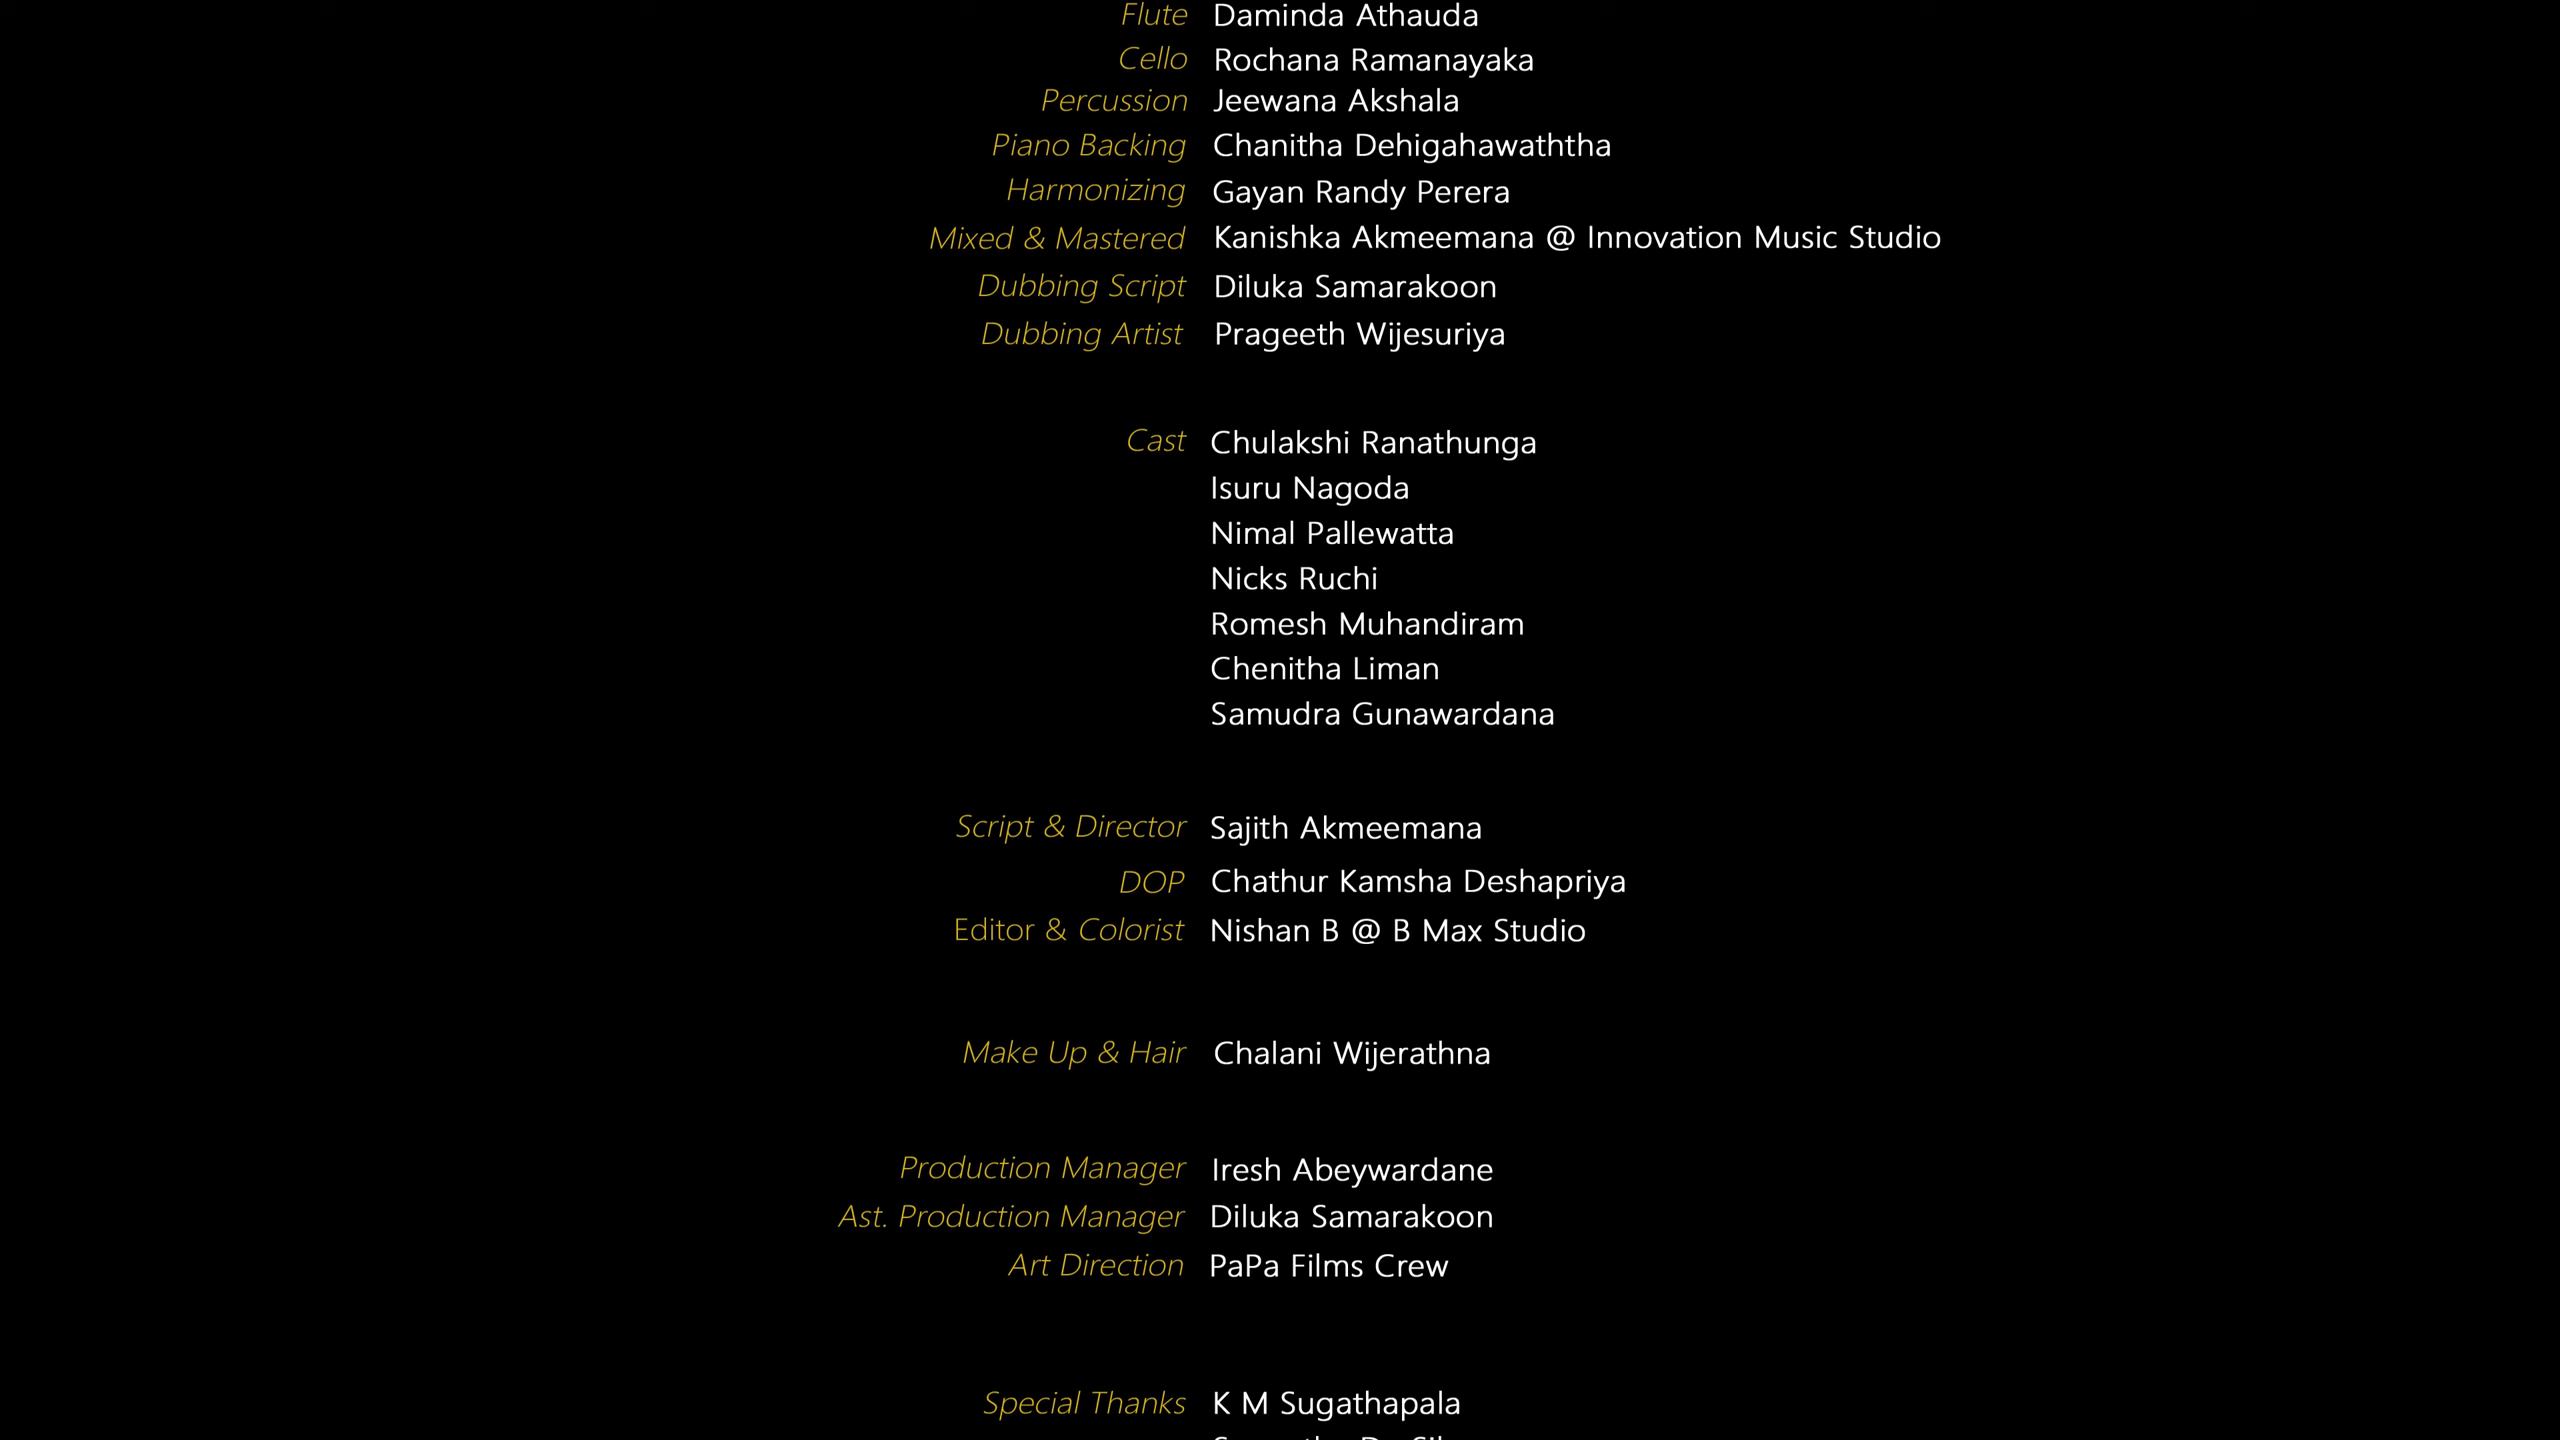 Flute Daminda Athauda
Cello Rochana Ramanayaka
Percussion Jeewana Akshala
Piano Backing Chanitha Dehigahawaththa
Harmonizing Gayan Randy Perera
Mixed & Mastered Kanishka Akmeemana @ Innovation Music Studio
Dubbing Script Diluka Samarakoon
Dubbing Artist Prageeth Wijesuriya
Cast Chulakshi Ranathunga
Isuru Nagoda
Nimal Pallewatta
Nicks Ruchi
Romesh Muhandiram
Chenitha Liman
Samudra Gunawardana
Script & Director Sajith Akmeemana
DOP Chathur Kamsha Deshapriya
Editor & Colorist Nishan B @ B Max Studio
Make Up & Hair Chalani Wijerathna
Production Manager Iresh Abeywardane
Ast. Production Manager Diluka Samarakoon
Art Direction PaPa Films Crew
Special Thanks K M Sugathapala